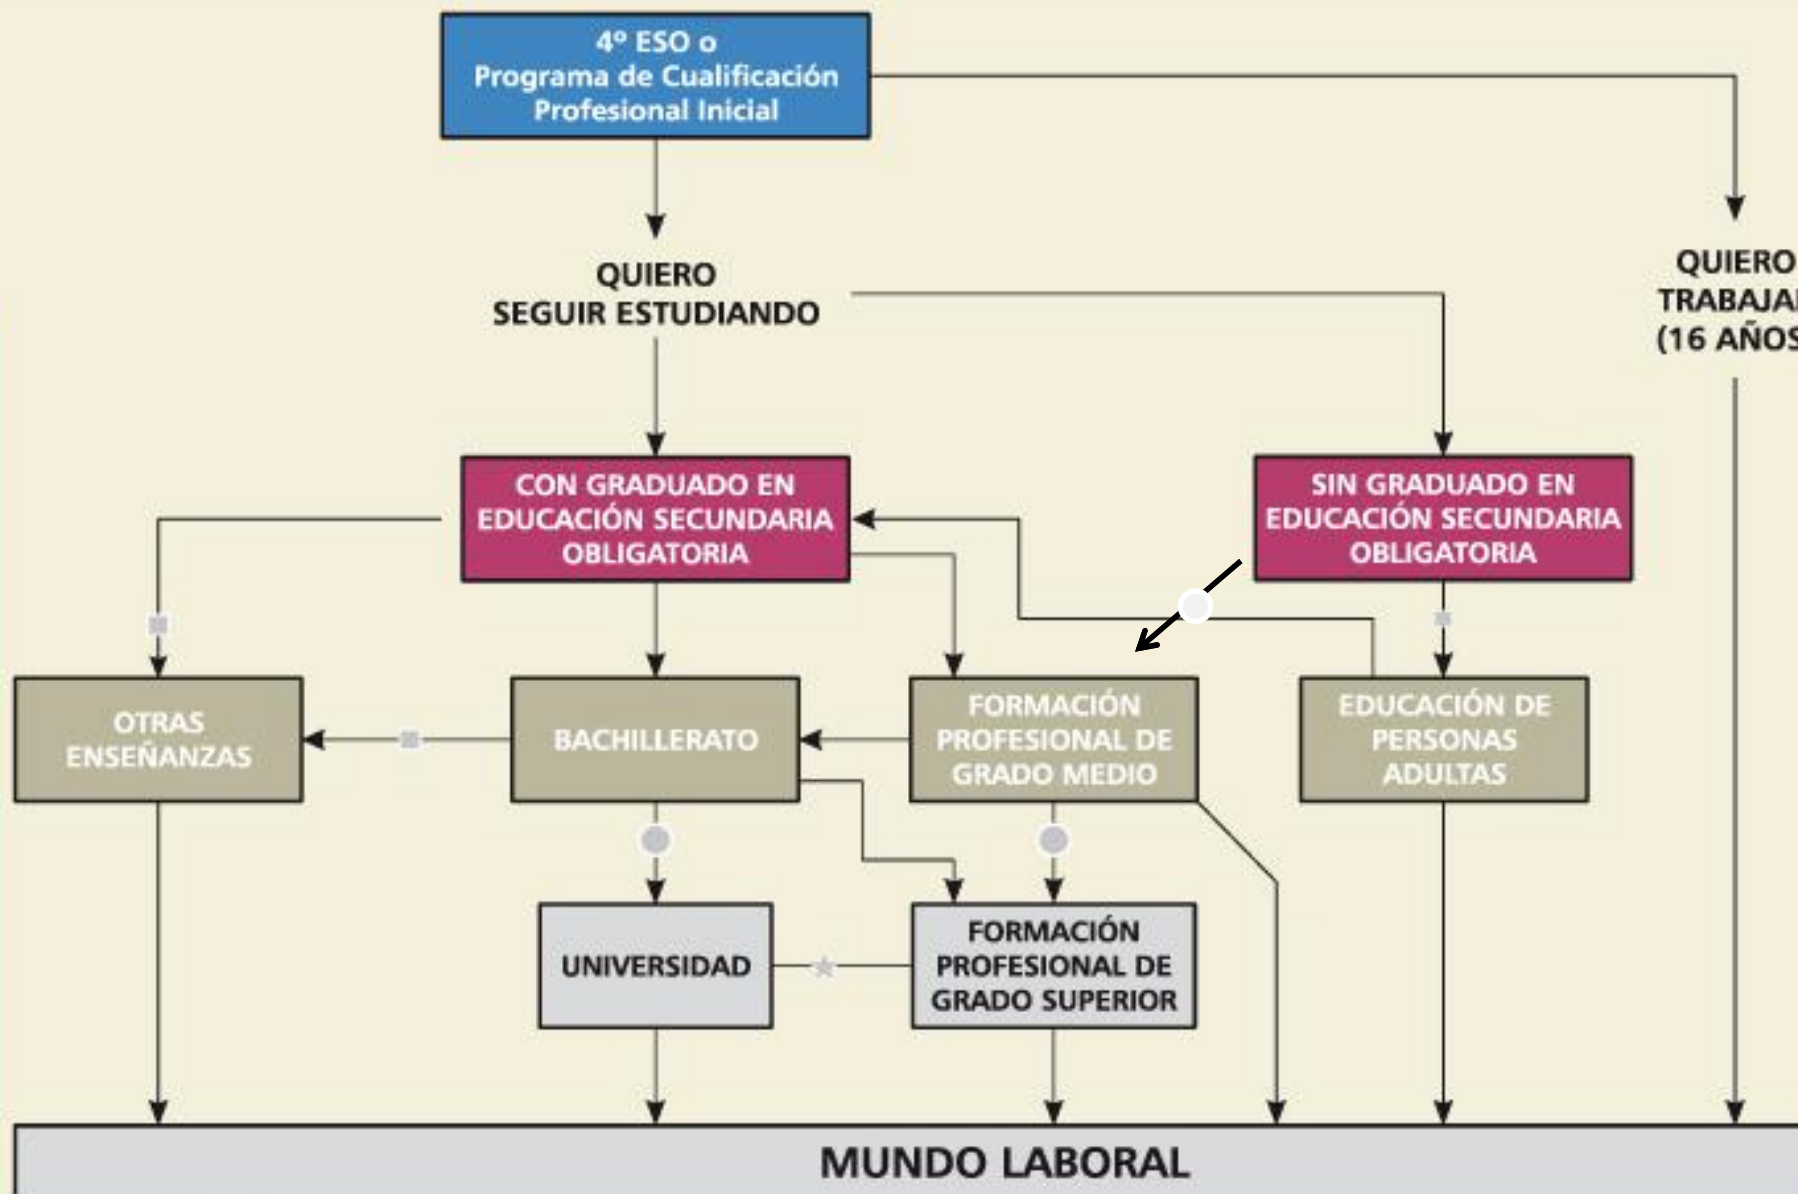 4º ESO o
Programa de Cualificación
Profesional Inicial
QUIERO
SEGUIR ESTUDIANDO
QUIERO
(16 AÑOS
CON GRADUADO EN
EDUCACIÓN SECUNDARIA
OBLIGATORIA
SIN GRADUADO EN
EDUCACIÓN SECUNDARIA
OBLIGATORIA
OTRAS
ENSEÑANZAS
BACHILLERATO
FORMACIÓN
PROFESIONAL DE
GRADO MEDIO
EDUCACIÓN DE
PERSONAS
ADULTAS
UNIVERSIDAD
FORMACIÓN
PROFESIONAL DE
GRADO SUPERIOR
MUNDO LABORAL